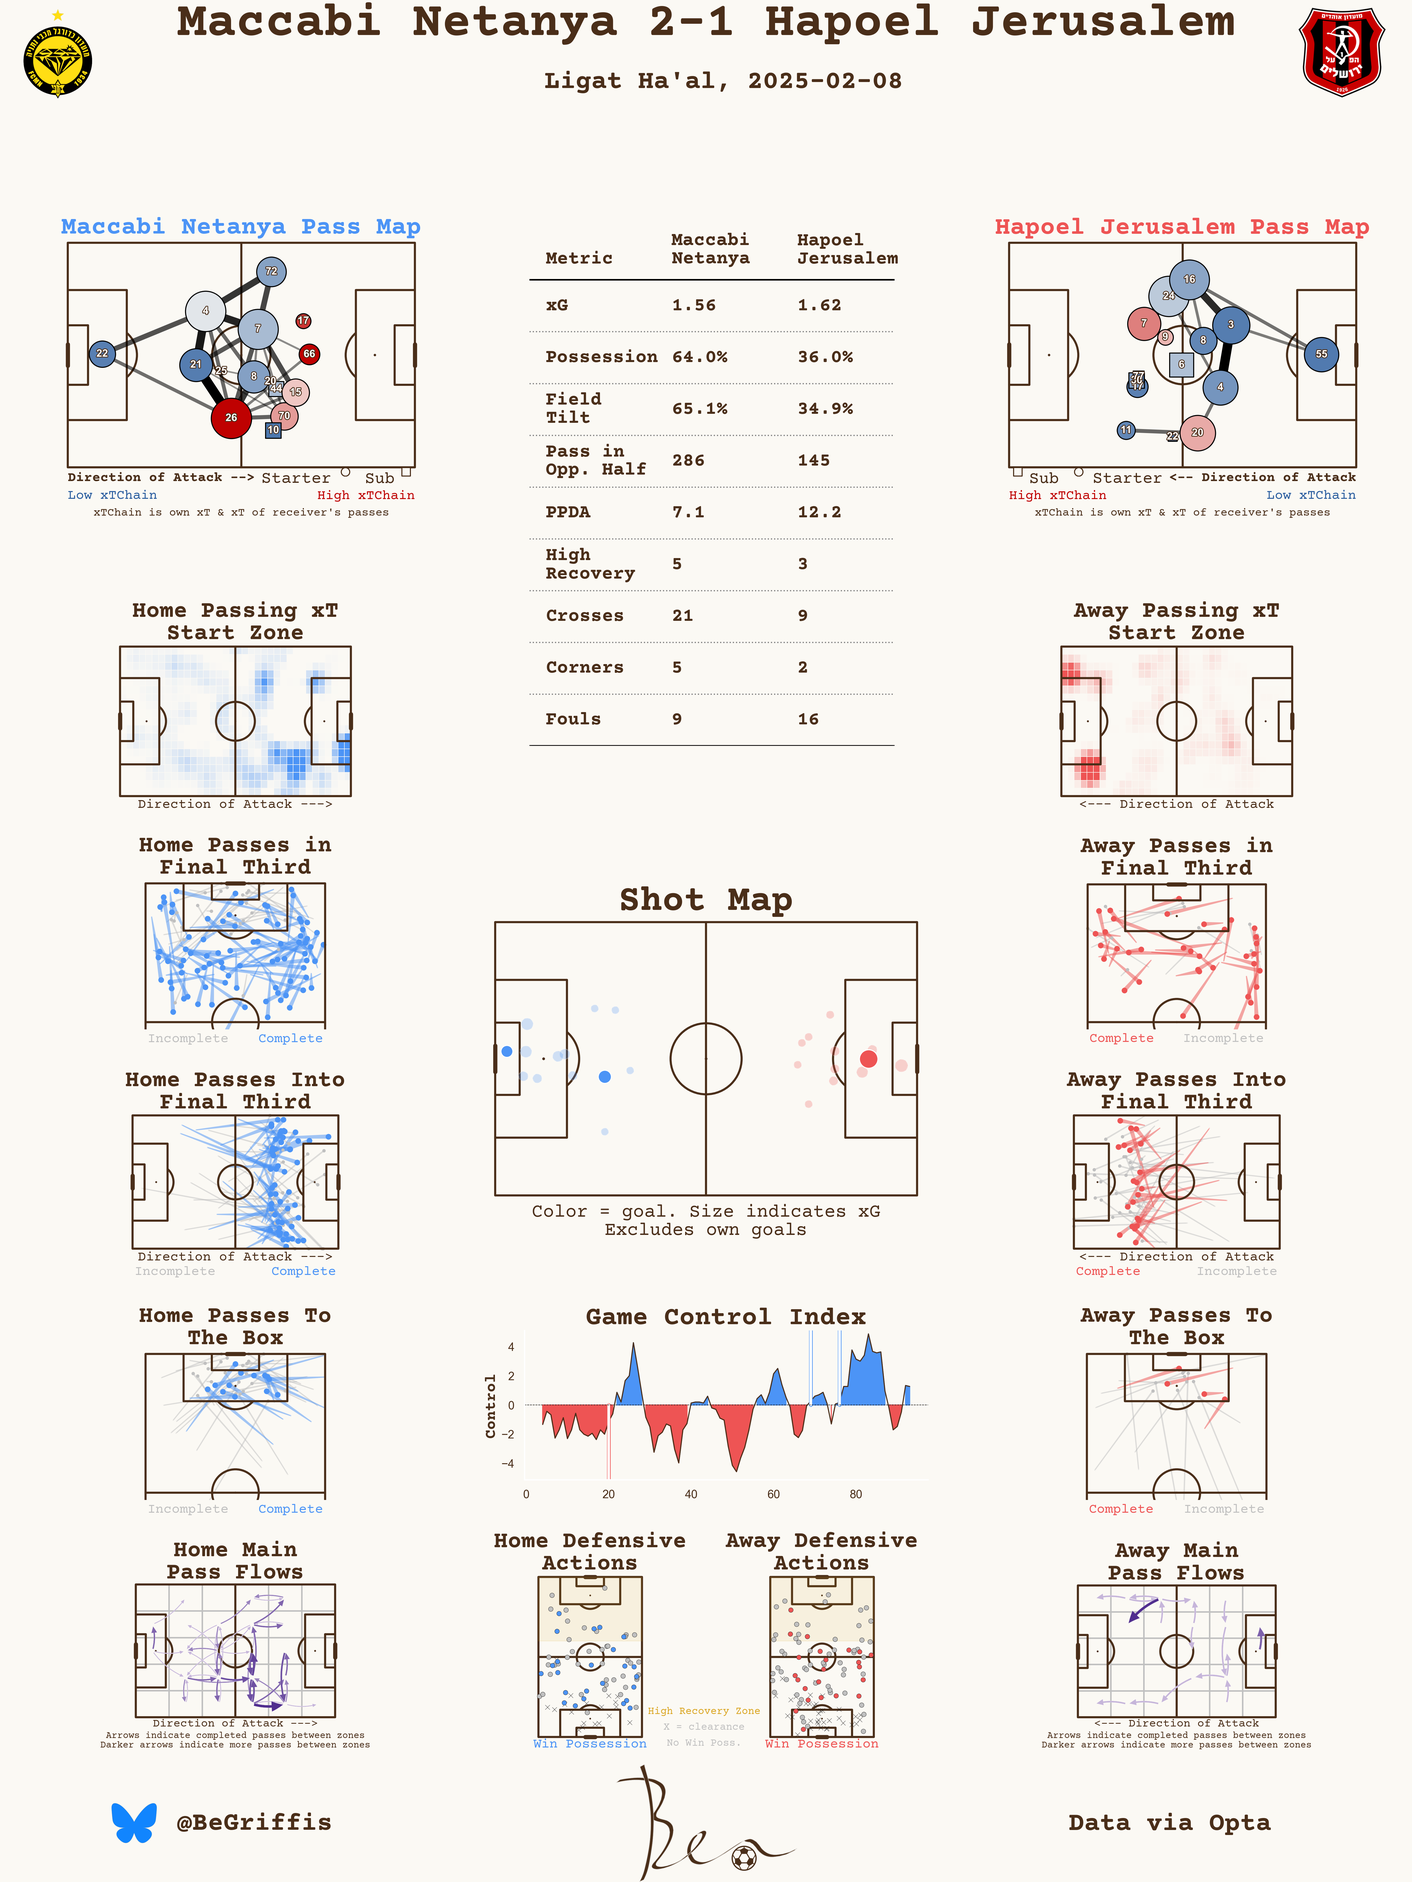 Maccabi Netanya 2-1 Hapoel Jerusalem
Ligat Ha'al, 2025-02-08
Maccabi Netanya Pass Map
72
4
7
17
22
21
25
66
8
20
44
15
26
70
10
Direction of Attack --> Starter Sub
Low xTChain High xTChain
xTChain is own xT & xT of receiver's passes
Metric Maccabi Netanya Hapoel Jerusalem
xG 1.56 1.62
Possession 64.0% 36.0%
Field Tilt 65.1% 34.9%
Pass in Opp. Half 286 145
PPDA 7.1 12.2
High Recovery 5 3
Crosses 21 9
Corners 5 2
Fouls 9 16
Hapoel Jerusalem Pass Map
16
24
7
9
3
8
55
6
77
17
4
11
22
20
Sub Starter <-- Direction of Attack
High xTChain Low xTChain
xTChain is own xT & xT of receiver's passes
Home Passing xT
Start Zone
Direction of Attack --->
Away Passing xT
Start Zone
<--- Direction of Attack
Home Passes in
Final Third
Incomplete Complete
Away Passes in
Final Third
Complete Incomplete
Shot Map
Color = goal. Size indicates xG
Excludes own goals
Home Passes Into
Final Third
Direction of Attack --->
Incomplete Complete
Away Passes Into
Final Third
<--- Direction of Attack
Complete Incomplete
Home Passes To
The Box
Incomplete Complete
Game Control Index
Control
4
2
0
−2
−4
0 20 40 60 80
0
Away Passes To
The Box
Complete Incomplete
Home Main
Pass Flows
Direction of Attack --->
Arrows indicate completed passes between zones
Darker arrows indicate more passes between zones
Home Defensive
Actions
Win Possession
High Recovery Zone
X = clearance
No Win Poss.
Away Defensive
Actions
Win Possession
Away Main
Pass Flows
<--- Direction of Attack
Arrows indicate completed passes between zones
Darker arrows indicate more passes between zones
@BeGriffis
Ben
Data via Opta